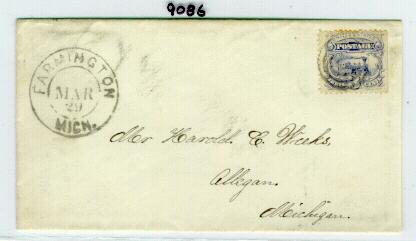 9086
FARMINGTON
MAR
29
MICH.
POSTAGE
Mr Harold C. Weeks,
Allegan.
Michigan.